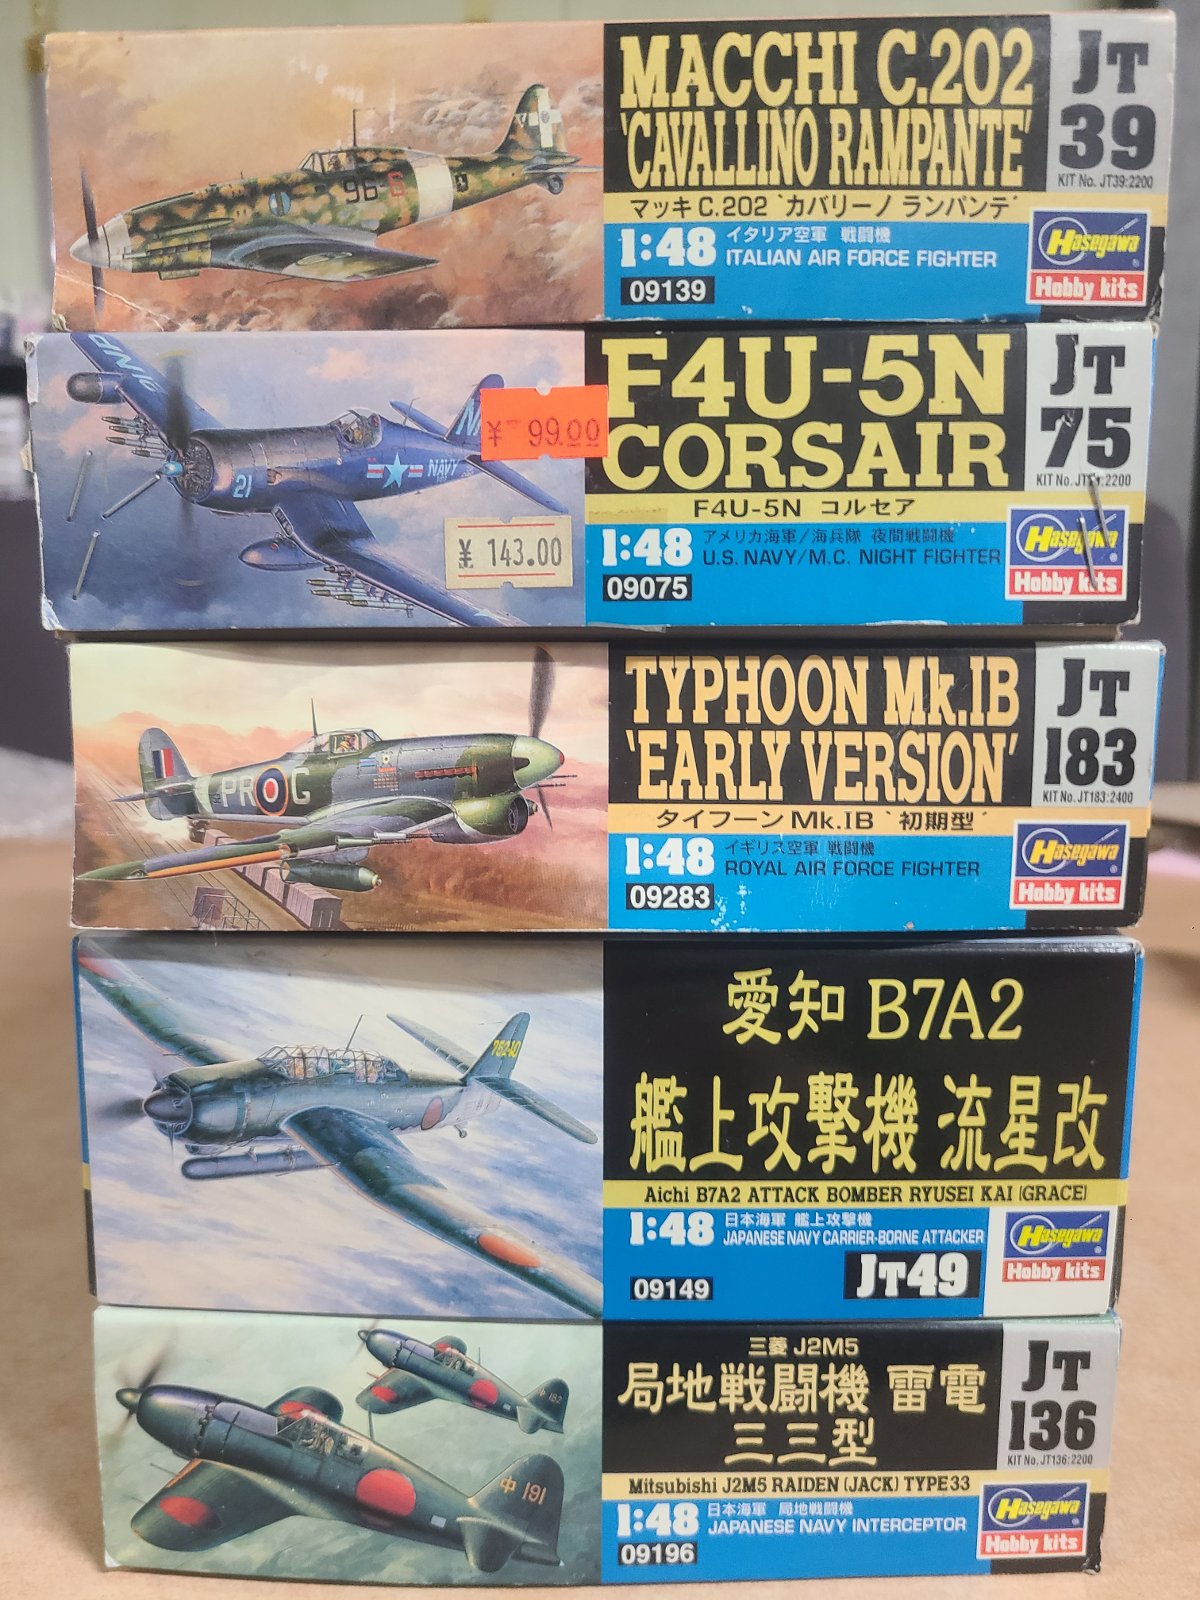 MACCHI C.202
'CAVALLINO RAMPANTE'
マッキ C.202 `カバリーノ ランパンテ´
1:48 イタリア空軍 戦闘機
ITALIAN AIR FORCE FIGHTER
09139
JT
39
KIT No. JT39:2200
Hasegawa
Hobby kits
96-6
F4U-5N
CORSAIR
F4U-5N コルセア
1:48 アメリカ海軍/海兵隊 夜間戦闘機
U.S. NAVY/M.C. NIGHT FIGHTER
09075
JT
75
Hasegawa
Hobby kits
¥ 99.00
¥ 143.00
21
NAVY
TYPHOON Mk.IB
'EARLY VERSION'
タイフーン Mk.IB `初期型´
1:48 イギリス空軍 戦闘機
ROYAL AIR FORCE FIGHTER
09283
JT
183
KIT No. JT183:2400
Hasegawa
Hobby kits
PR G
愛知 B7A2
艦上攻撃機 流星改
Aichi B7A2 ATTACK BOMBER RYUSEI KAI (GRACE)
1:48 日本海軍 艦上攻撃機
JAPANESE NAVY CARRIER-BORNE ATTACKER
09149
JT49
Hasegawa
Hobby kits
三菱 J2M5
局地戦闘機 雷電
三三型
Mitsubishi J2M5 RAIDEN (JACK) TYPE33
1:48 日本海軍 局地戦闘機
JAPANESE NAVY INTERCEPTOR
09196
JT
136
KIT No. JT136:2200
Hasegawa
Hobby kits
中 182
中 191